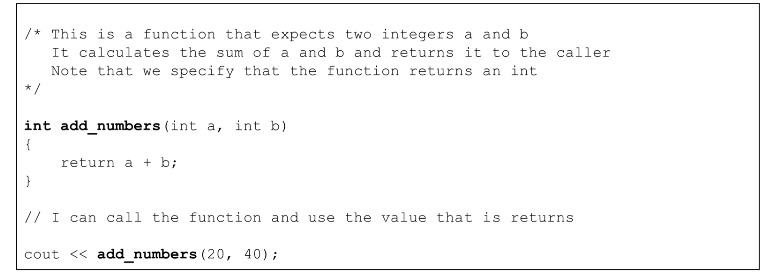 /* This is a function that expects two integers a and b
   It calculates the sum of a and b and returns it to the caller
   Note that we specify that the function returns an int
*/
int add_numbers(int a, int b)
{
    return a + b;
}
// I can call the function and use the value that is returns
cout << add_numbers(20, 40);